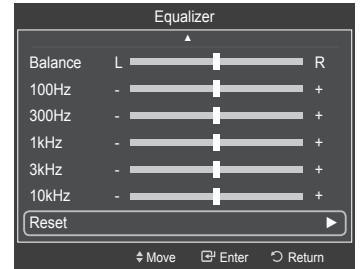 Equalizer
▲
Balance L R
100Hz - +
300Hz - +
1kHz - +
3kHz - +
10kHz - +
Reset ►
Move Enter Return